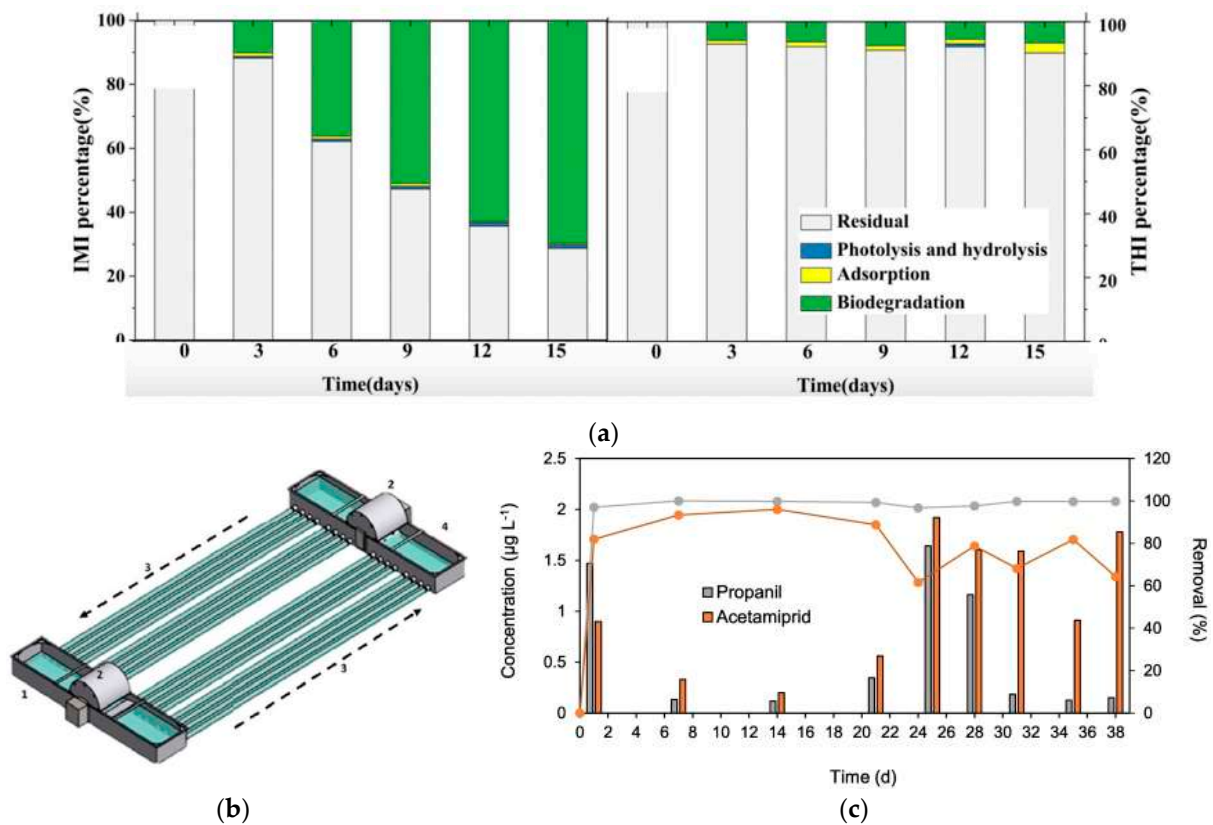 100
80
60
40
20
0
IMI percentage(%)
0 3 6 9 12 15
Time(days)
Residual
Photolysis and hydrolysis
Adsorption
Biodegradation
100
80
60
40
20
0
THI percentage(%)
0 3 6 9 12 15
Time(days)
(a)
2
4
3
1
2
3
(b)
2.5
2
1.5
1
0.5
0
Concentration (µg L-1)
Propanil
Acetamiprid
120
100
80
60
40
20
0
Removal (%)
0 2 4 6 8 10 12 14 16 18 20 22 24 26 28 30 32 34 36 38
Time (d)
(c)